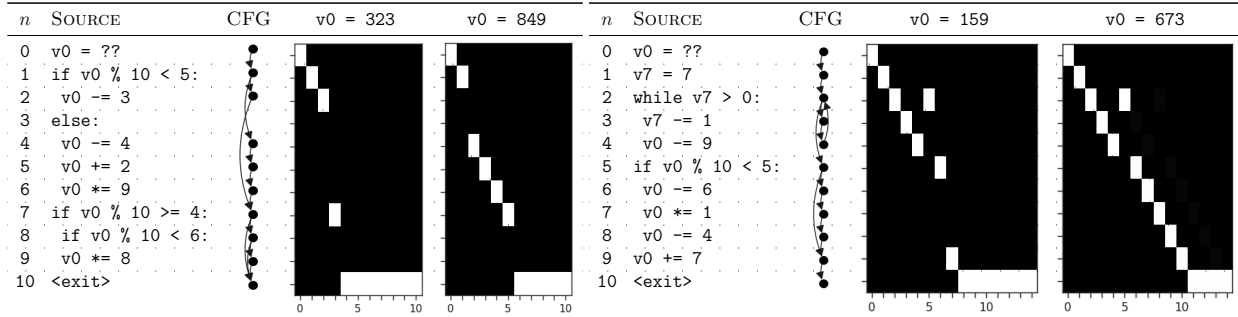 n SOURCE CFG v0 = 323 v0 = 849
0 v0 = ??
1 if v0 % 10 < 5:
2 v0 -= 3
3 else:
4 v0 -= 4
5 v0 += 2
6 v0 *= 9
7 if v0 % 10 >= 4:
8 if v0 % 10 < 6:
9 v0 *= 8
10 <exit>
0 5 10 0 5 10
n SOURCE CFG v0 = 159 v0 = 673
0 v0 = ??
1 v7 = 7
2 while v7 > 0:
3 v7 -= 1
4 v0 -= 9
5 if v0 % 10 < 5:
6 v0 -= 6
7 v0 *= 1
8 v0 -= 4
9 v0 += 7
10 <exit>
0 5 10 0 5 10